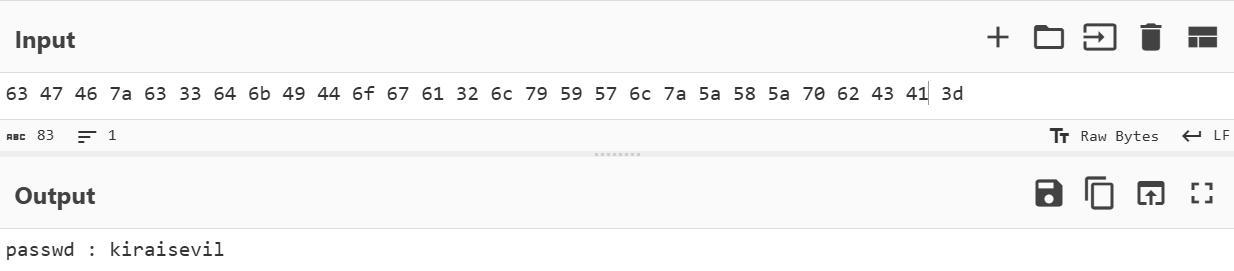 Input
63 47 46 7a 63 33 64 6b 49 44 6f 67 61 32 6c 79 59 57 6c 7a 5a 58 5a 70 62 43 41 3d
ABC 83 1 Tт Raw Bytes LF
Output
passwd : kiraisevil